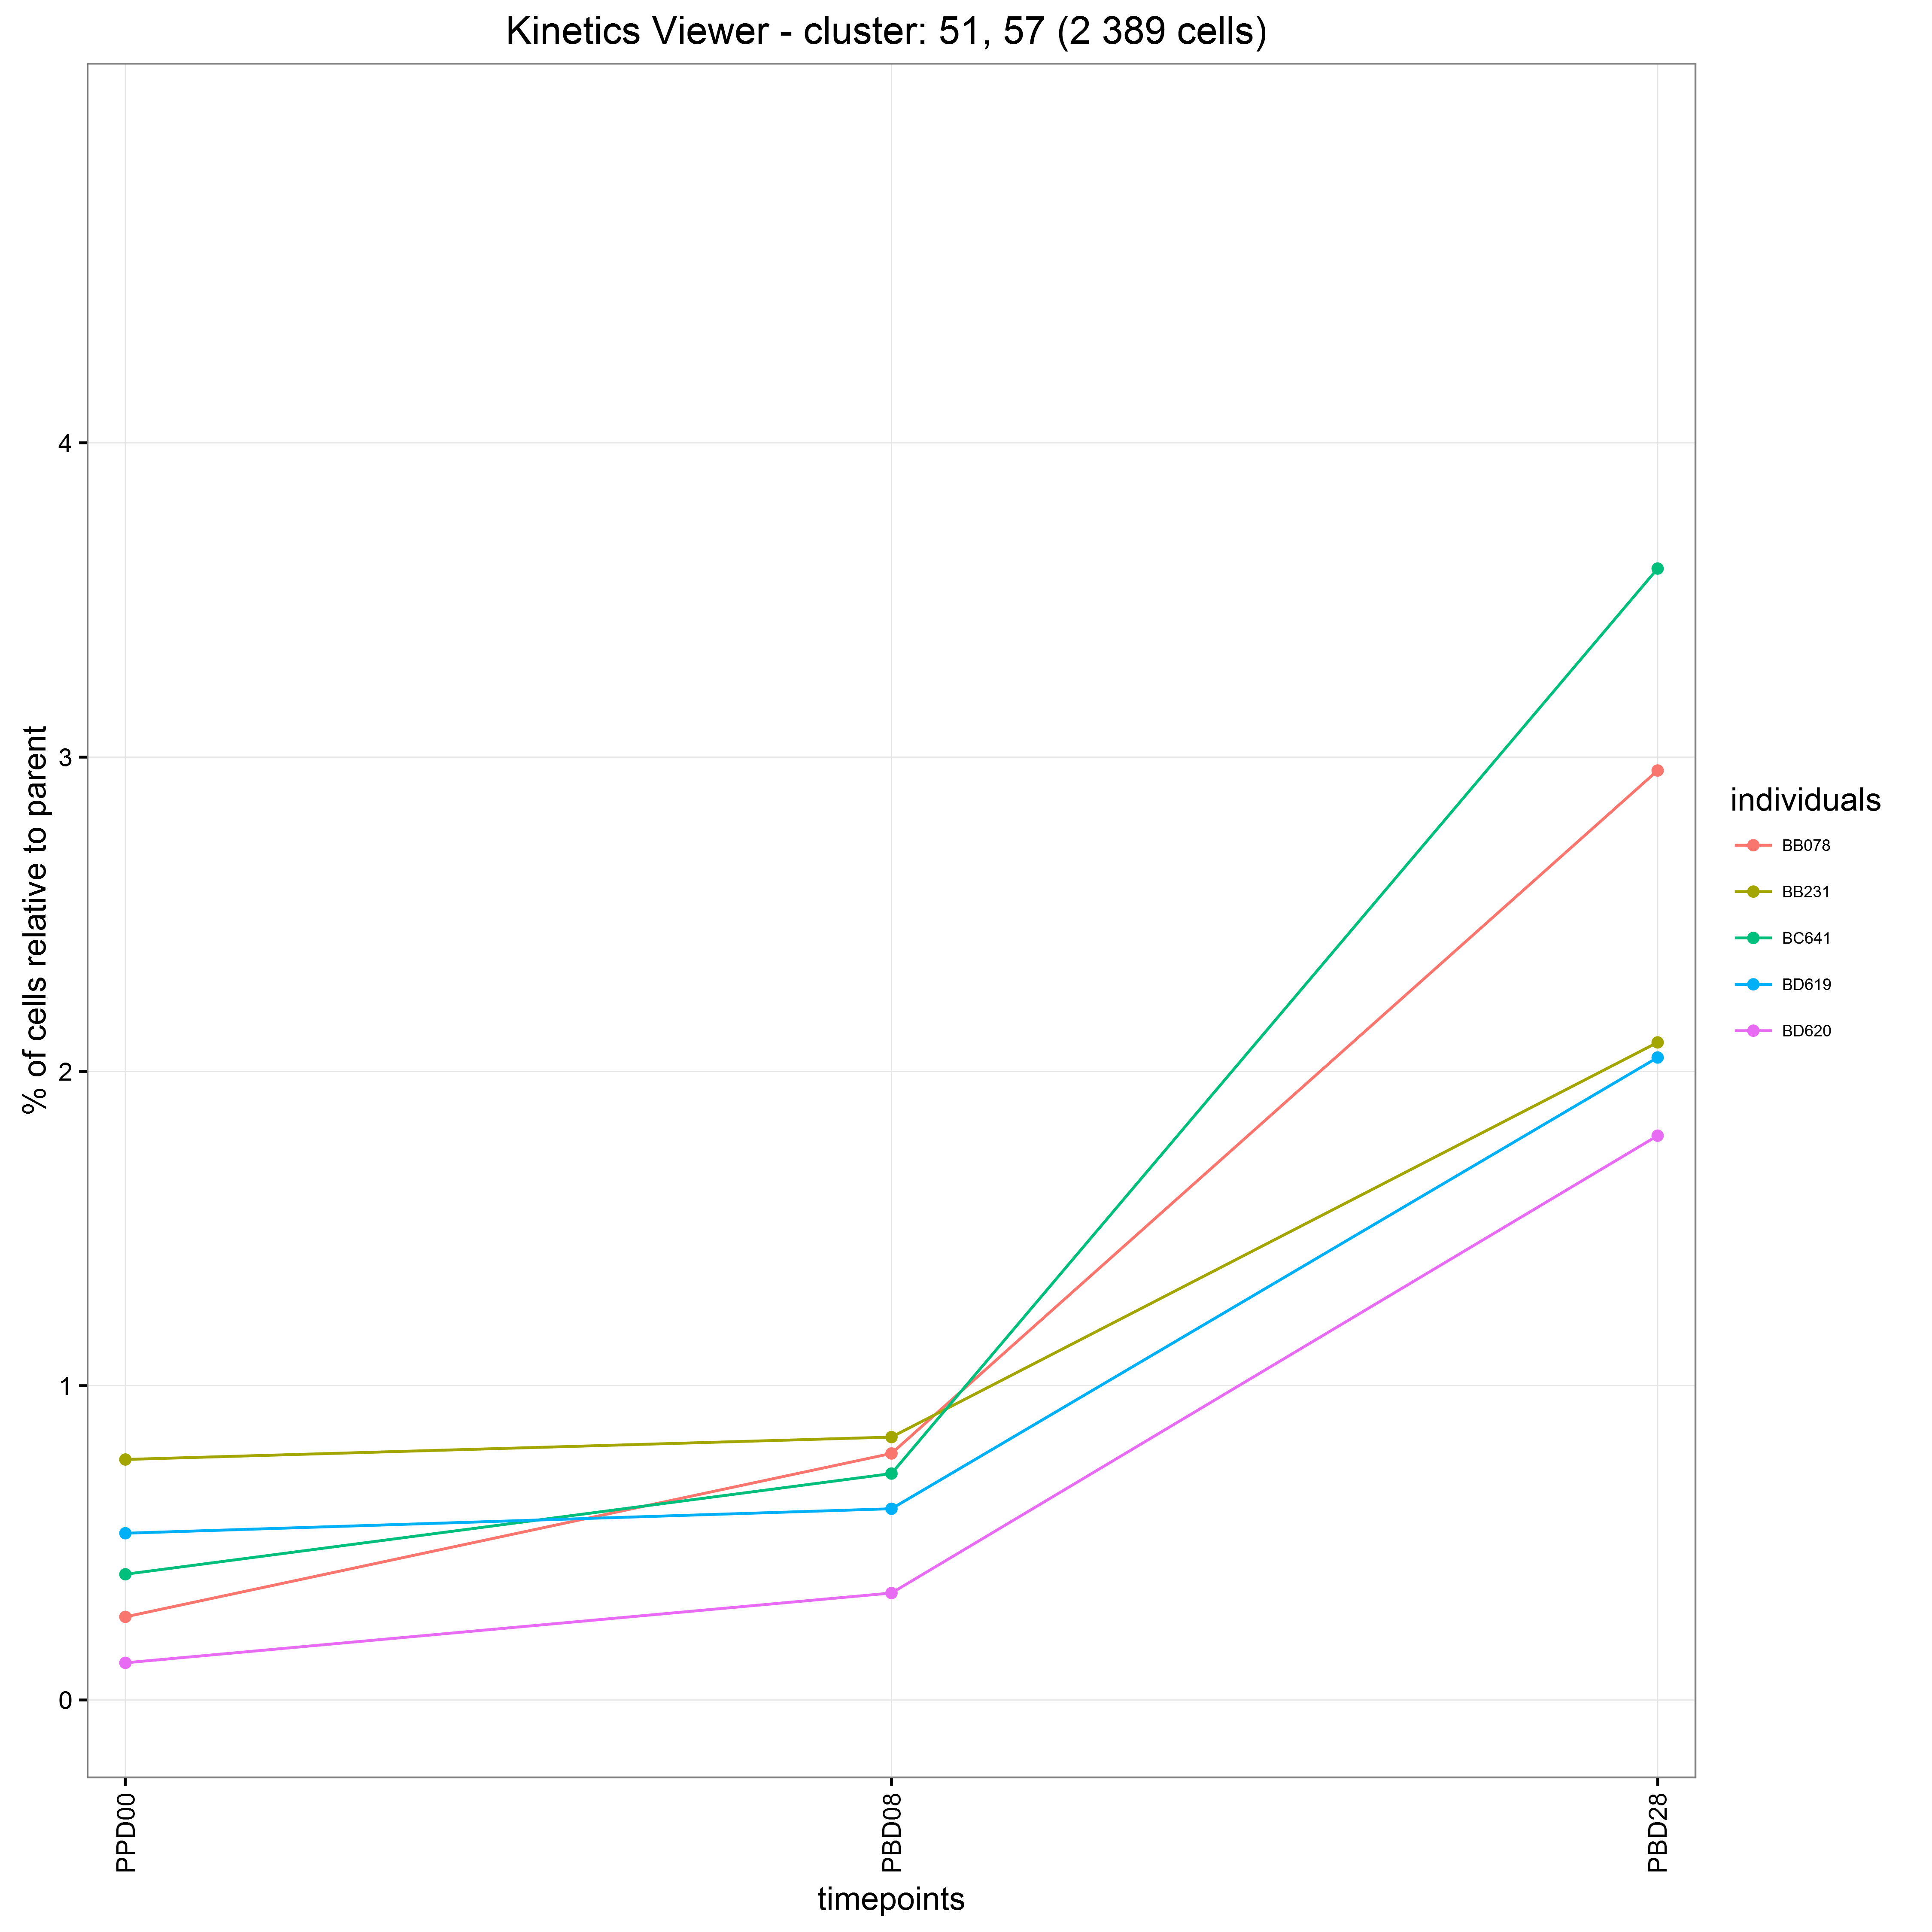 Kinetics Viewer - cluster: 51, 57 (2 389 cells)
% of cells relative to parent
4
3
2
1
0
PPD00
PBD08
PBD28
timepoints
individuals
BB078
BB231
BC641
BD619
BD620